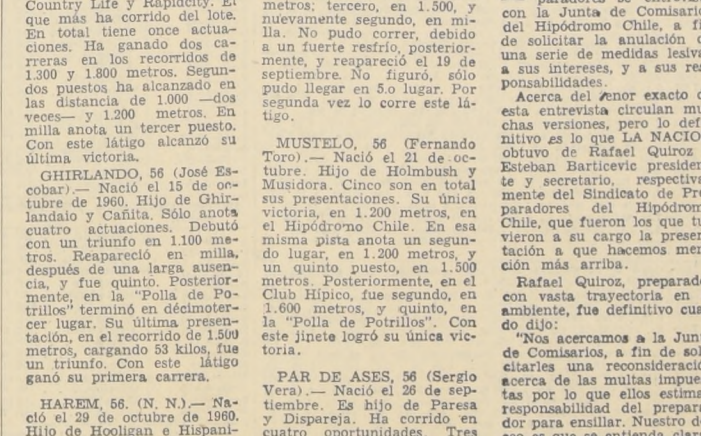 Country Life y Rapidcity. El
que más ha corrido del lote.
En total tiene once actua-
ciones. Ha ganado dos ca-
rreras en los recorridos de
1.300 y 1.800 metros. Segun-
dos puestos ha alcanzado en
las distancia de 1.000 —dos
veces— y 1.200 metros. En
milla anota un tercer puesto.
Con este látigo alcanzó su
última victoria.
GHIRLANDO, 56 (José Es-
cobar).— Nació el 15 de oc-
tubre de 1960. Hijo de Ghir-
landaio y Cañita. Sólo anota
cuatro actuaciones. Debutó
con un triunfo en 1.100 me-
tros. Reapareció en milla,
después de una larga ausen-
cia, y fue quinto. Posterior-
mente, en la "Polla de Po-
trillos" terminó en décimoter-
cer lugar. Su última presen-
tación, en el recorrido de 1.500
metros, cargando 53 kilos, fue
un triunfo. Con este látigo
ganó su primera carrera.
HAREM, 56. (N. N.).— Na-
ció el 29 de octubre de 1960.
Hijo de Hooligan e Hispani-
metros; tercero, en 1.500, y
nuevamente segundo, en mi-
lla. No pudo correr, debido
a un fuerte resfrío, posterior-
mente, y reapareció el 19 de
septiembre. No figuró, sólo
pudo llegar en 5.o lugar. Por
segunda vez lo corre este lá-
tigo.
MUSTELO, 56 (Fernando
Toro).— Nació el 21 de oc-
tubre. Hijo de Holmbush y
Musidora. Cinco son en total
sus presentaciones. Su única
victoria, en 1.200 metros, en
el Hipódromo Chile. En esa
misma pista anota un segun-
do lugar, en 1.200 metros, y
un quinto puesto, en 1.500
metros. Posteriormente, en el
Club Hípico, fue segundo, en
1.600 metros, y quinto, en
la "Polla de Potrillos". Con
este jinete logró su única vic-
toria.
PAR DE ASES, 56 (Sergio
Vera).— Nació el 26 de sep-
tiembre. Es hijo de Paresa
y Dispareja. Ha corrido en
cuatro oportunidades. Tres
con la Junta de Comisario
del Hipódromo Chile, a fi
de solicitar la anulación d
una serie de medidas lesiva
a sus intereses, y a sus res
ponsabilidades.
Acerca del tenor exacto d
esta entrevista circulan mu
chas versiones, pero lo defi
nitivo es lo que LA NACIO
obtuvo de Rafael Quiroz
Esteban Barticevic presiden
te y secretario, respectiva
mente del Sindicato de Pre
paradores del Hipódrom
Chile, que fueron los que tu
vieron a su cargo la presen
tación a que hacemos men
ción más arriba.
Rafael Quiroz, preparado
con vasta trayectoria en
ambiente, fue definitivo cua
do dijo:
"Nos acercamos a la Jun
de Comisarios, a fin de sol
citarles una reconsideració
acerca de las multas impue
tas por lo que ellos estima
responsabilidad del prepara
dor para ensillar. Nuestro de